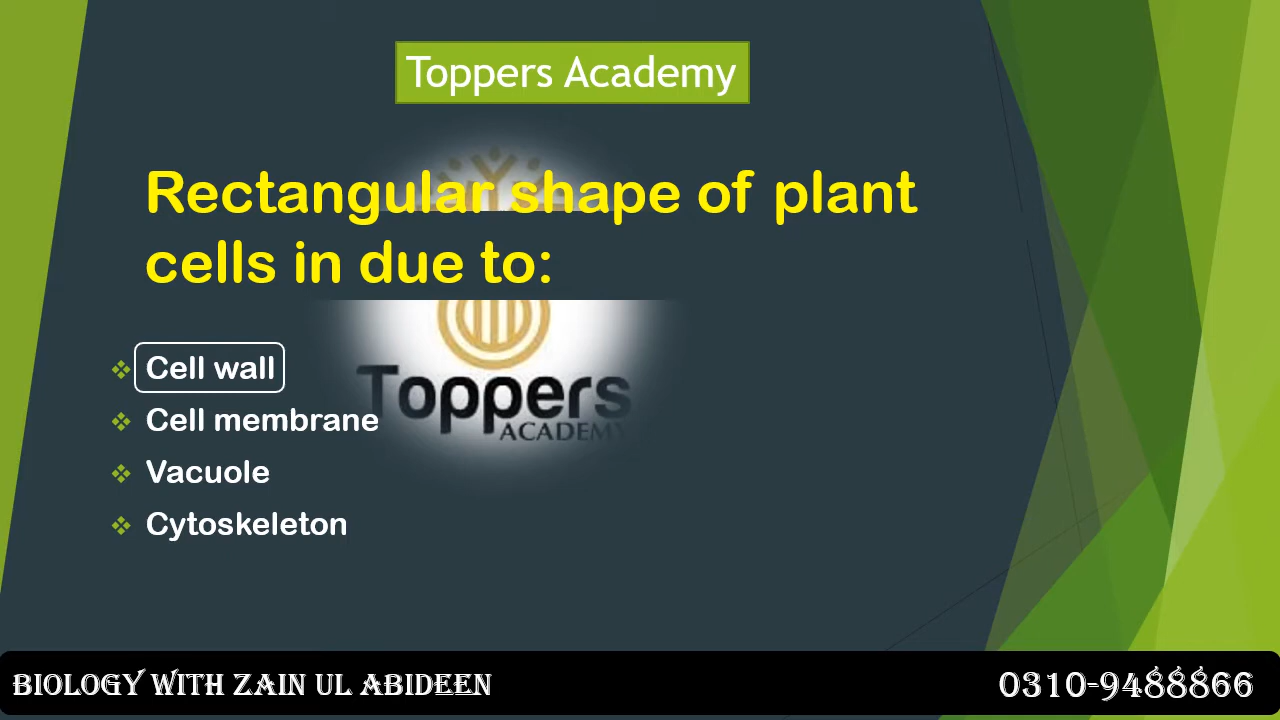 Toppers Academy
Rectangular shape of plant
cells in due to:
Cell wall
Cell membrane
Vacuole
Cytoskeleton
Toppers
ACADEMY
BIOLOGY WITH ZAIN UL ABIDEEN
0310-9488866